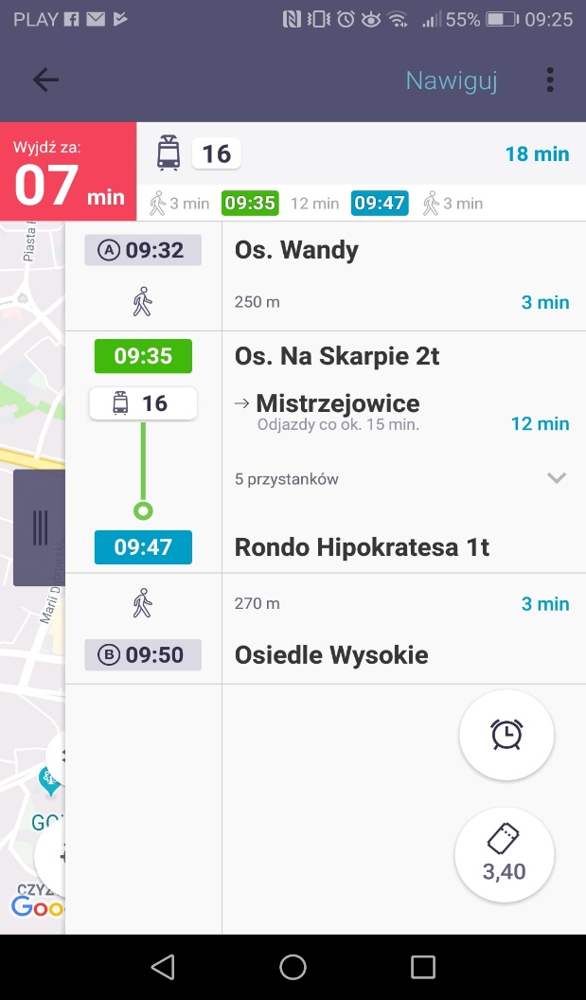 PLAY 55% 09:25
Nawiguj
Wyjdź za:
07 min
16 18 min
3 min 09:35 12 min 09:47 3 min
A 09:32 Os. Wandy
250 m 3 min
09:35 Os. Na Skarpie 2t
16 → Mistrzejowice
Odjazdy co ok. 15 min. 12 min
5 przystanków
09:47 Rondo Hipokratesa 1t
270 m 3 min
B 09:50 Osiedle Wysokie
3,40
Piasta
Marii
GO
CZYŻ
Goo